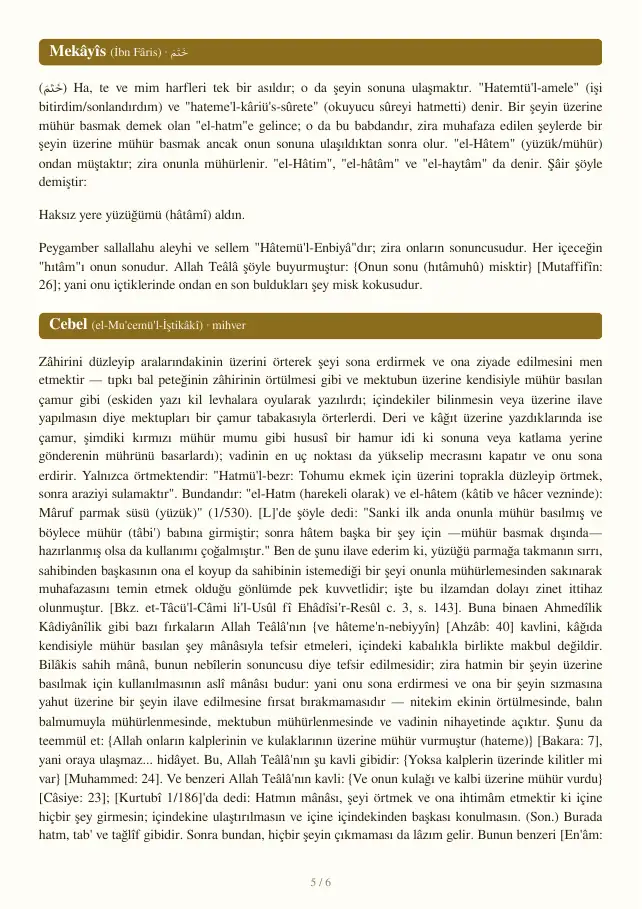 Mekâyîs (İbn Fâris) · خَتَمَ
(خَتَمَ) Ha, te ve mim harfleri tek bir asıldır; o da şeyin sonuna ulaşmaktır. "Hatemtü'l-amele" (işi
bitirdim/sonlandırdım) ve "hateme'l-kâriü's-sûrete" (okuyucu sûreyi hatmetti) denir. Bir şeyin üzerine
mühür basmak demek olan "el-hatm"e gelince; o da bu babdandır, zira muhafaza edilen şeylerde bir
şeyin üzerine mühür basmak ancak onun sonuna ulaşıldıktan sonra olur. "el-Hâtem" (yüzük/mühür)
ondan müştaktır; zira onunla mühürlenir. "el-Hâtim", "el-hâtâm" ve "el-haytâm" da denir. Şâir şöyle
demiştir:
Haksız yere yüzüğümü (hâtâmî) aldın.
Peygamber sallallahu aleyhi ve sellem "Hâtemü'l-Enbiyâ"dır; zira onların sonuncusudur. Her içeceğin
"hıtâm"ı onun sonudur. Allah Teâlâ şöyle buyurmuştur: {Onun sonu (hıtâmuhû) misktir} [Mutaffifîn:
26]; yani onu içtiklerinde ondan en son buldukları şey misk kokusudur.
Cebel (el-Mu'cemü'l-İştikâkî) · mihver
Zâhirini düzleyip aralarındakinin üzerini örterek şeyi sona erdirmek ve ona ziyade edilmesini men
etmektir — tıpkı bal peteğinin zâhirinin örtülmesi gibi ve mektubun üzerine kendisiyle mühür basılan
çamur gibi (eskiden yazı kil levhalara oyularak yazılırdı; içindekiler bilinmesin veya üzerine ilave
yapılmasın diye mektupları bir çamur tabakasıyla örterlerdi. Deri ve kâğıt üzerine yazdıklarında ise
çamur, şimdiki kırmızı mühür mumu gibi hususî bir hamur idi ki sonuna veya katlama yerine
gönderenin mührünü basarlardı); vadinin en uç noktası da yükselip mecrasını kapatır ve onu sona
erdirir. Yalnızca örtmektendir: "Hatmü'l-bezr: Tohumu ekmek için üzerini toprakla düzleyip örtmek,
sonra araziyi sulamaktır". Bundandır: "el-Hatm (harekeli olarak) ve el-hâtem (kâtib ve hâcer vezninde):
Mâruf parmak süsü (yüzük)" (1/530). [L]'de şöyle dedi: "Sanki ilk anda onunla mühür basılmış ve
böylece mühür (tâbi') babına girmiştir; sonra hâtem başka bir şey için —mühür basmak dışında—
hazırlanmış olsa da kullanımı çoğalmıştır." Ben de şunu ilave ederim ki, yüzüğü parmağa takmanın sırrı,
sahibinden başkasının ona el koyup da sahibinin istemediği bir şeyi onunla mühürlemesinden sakınarak
muhafazasını temin etmek olduğu gönlümde pek kuvvetlidir; işte bu ilzamdan dolayı zinet ittihaz
olunmuştur. [Bkz. et-Tâcü'l-Câmi li'l-Usûl fî Ehâdîsi'r-Resûl c. 3, s. 143]. Buna binaen Ahmedîlik
Kâdiyânîlik gibi bazı fırkaların Allah Teâlâ'nın {ve hâteme'n-nebiyyîn} [Ahzâb: 40] kavlini, kâğıda
kendisiyle mühür basılan şey mânâsıyla tefsir etmeleri, içindeki kabalıkla birlikte makbul değildir.
Bilâkis sahih mânâ, bunun nebîlerin sonuncusu diye tefsir edilmesidir; zira hatmin bir şeyin üzerine
basılmak için kullanılmasının aslî mânâsı budur: yani onu sona erdirmesi ve ona bir şeyin sızmasına
yahut üzerine bir şeyin ilave edilmesine fırsat bırakmamasıdır — nitekim ekinin örtülmesinde, balın
balmumuyla mühürlenmesinde, mektubun mühürlenmesinde ve vadinin nihayetinde açıktır. Şunu da
teemmül et: {Allah onların kalplerinin ve kulaklarının üzerine mühür vurmuştur (hateme)} [Bakara: 7],
yani oraya ulaşmaz... hidâyet. Bu, Allah Teâlâ'nın şu kavli gibidir: {Yoksa kalplerin üzerinde kilitler mi
var} [Muhammed: 24]. Ve benzeri Allah Teâlâ'nın kavli: {Ve onun kulağı ve kalbi üzerine mühür vurdu}
[Câsiye: 23]; [Kurtubî 1/186]'da dedi: Hatmın mânâsı, şeyi örtmek ve ona ihtimâm etmektir ki içine
hiçbir şey girmesin; içindekine ulaştırılmasın ve içine içindekinden başkası konulmasın. (Son.) Burada
hatm, tab' ve tağlîf gibidir. Sonra bundan, hiçbir şeyin çıkmaması da lâzım gelir. Bunun benzeri [En'âm:
5 / 6